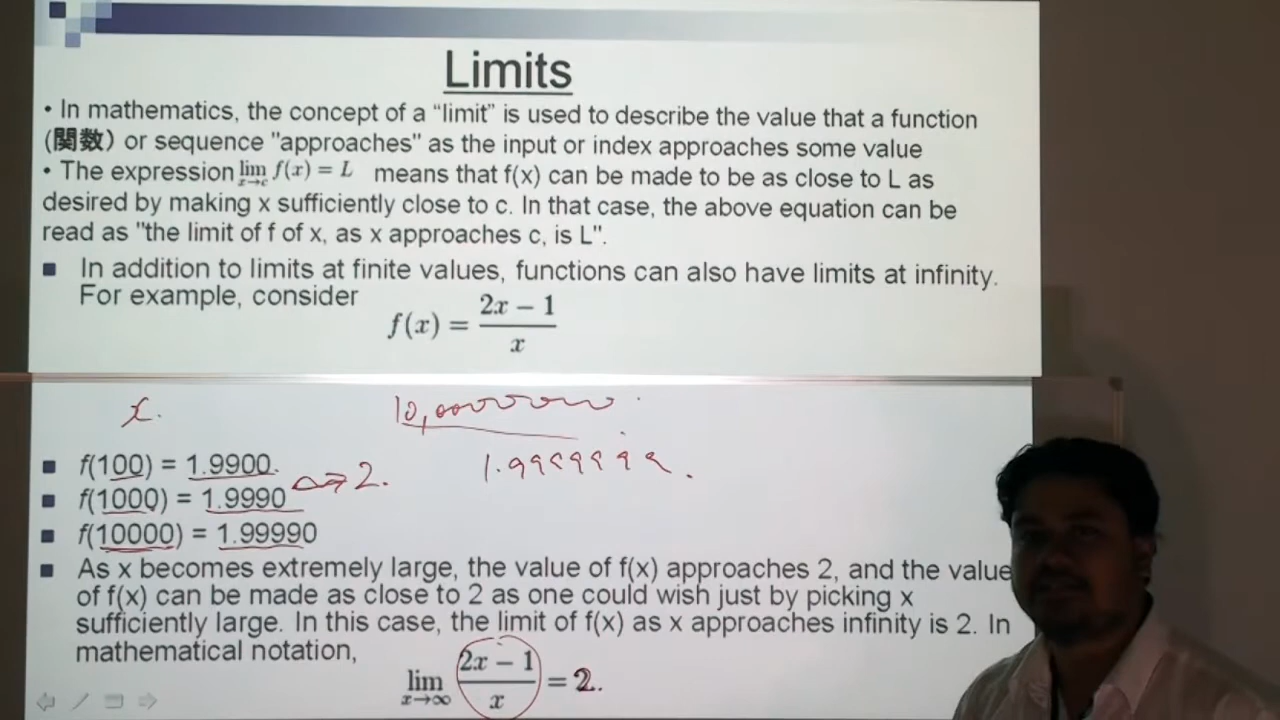 Limits
• In mathematics, the concept of a “limit” is used to describe the value that a function
(関数) or sequence "approaches" as the input or index approaches some value
• The expression lim x→c f(x) = L means that f(x) can be made to be as close to L as
desired by making x sufficiently close to c. In that case, the above equation can be
read as "the limit of f of x, as x approaches c, is L".
■ In addition to limits at finite values, functions can also have limits at infinity.
For example, consider
f(x) = (2x − 1)/x
x.
■ f(100) = 1.9900.
■ f(1000) = 1.9990
→ 2.
1.9999999.
■ f(10000) = 1.99990
■ As x becomes extremely large, the value of f(x) approaches 2, and the value
of f(x) can be made as close to 2 as one could wish just by picking x
sufficiently large. In this case, the limit of f(x) as x approaches infinity is 2. In
mathematical notation,
lim x→∞ (2x − 1)/x = 2.